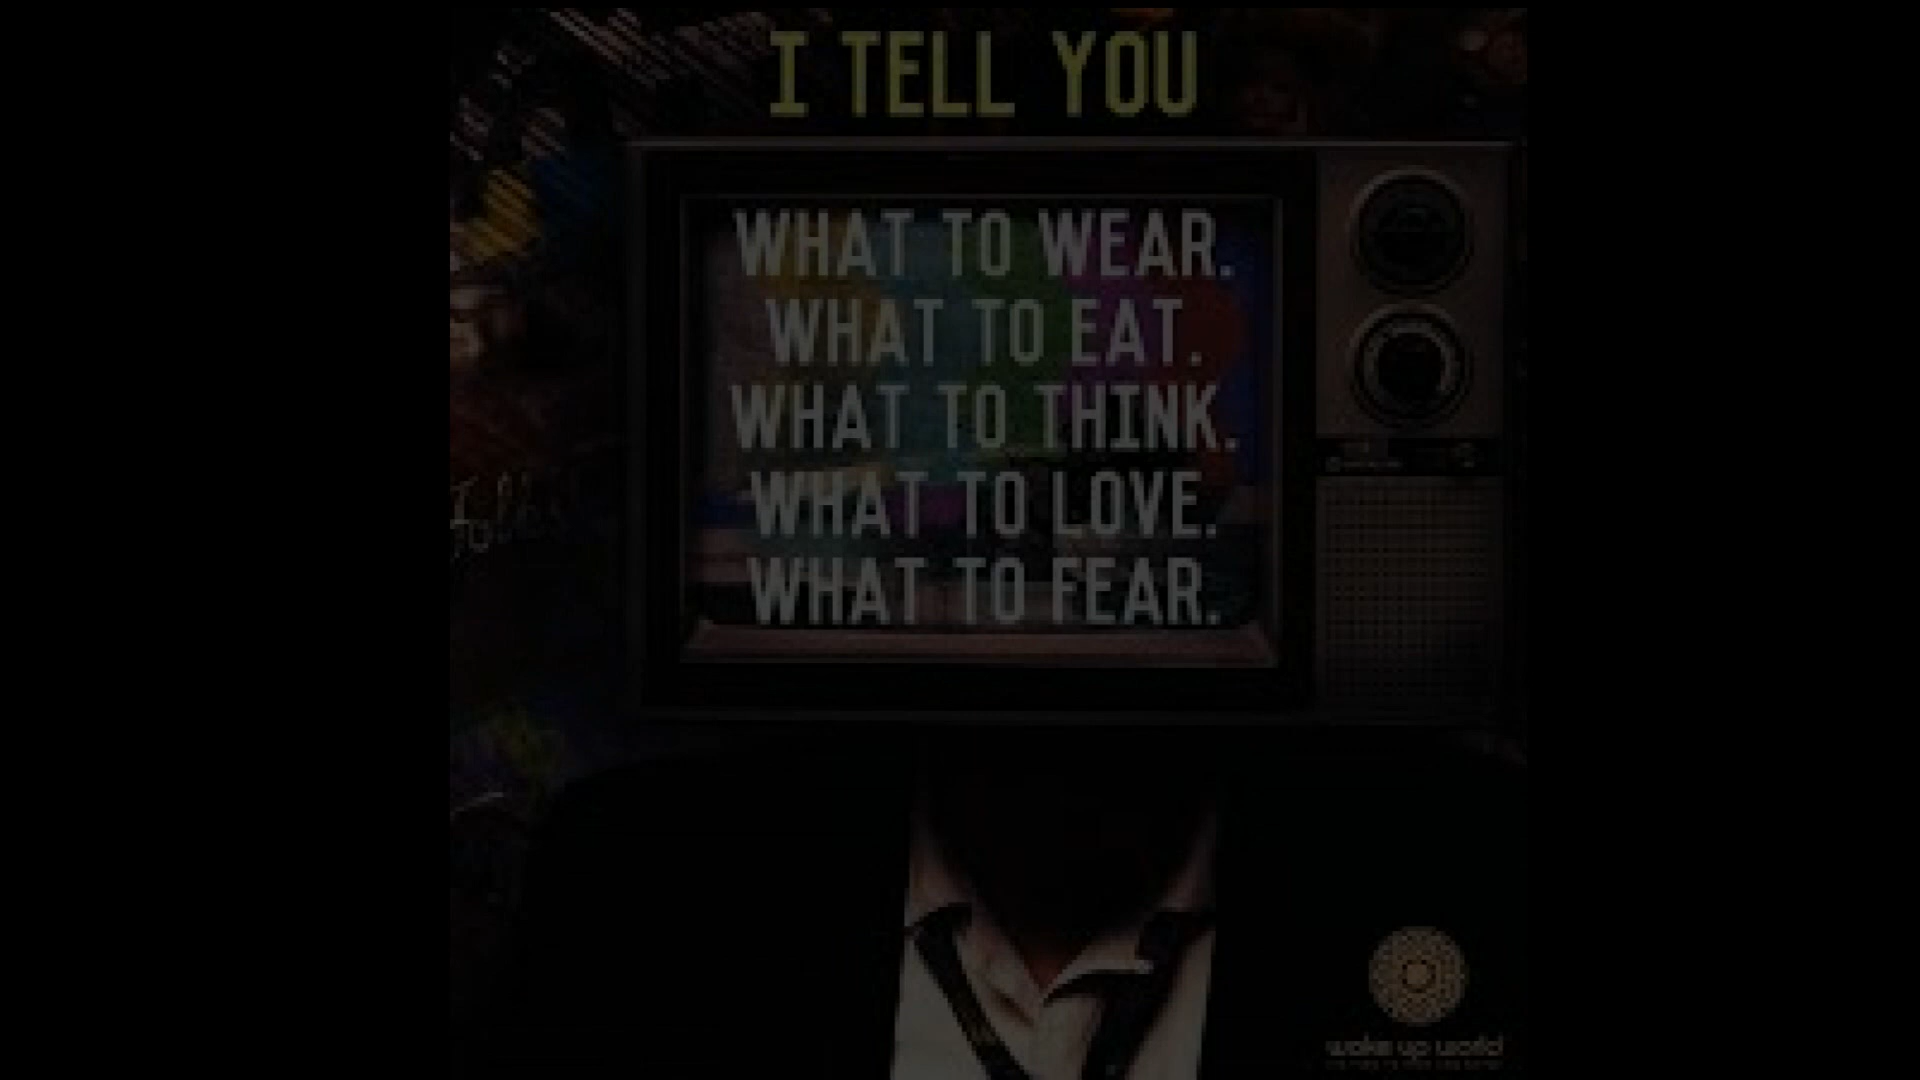 I TELL YOU
WHAT TO WEAR.
WHAT TO EAT.
WHAT TO THINK.
WHAT TO LOVE.
WHAT TO FEAR.
wake up world